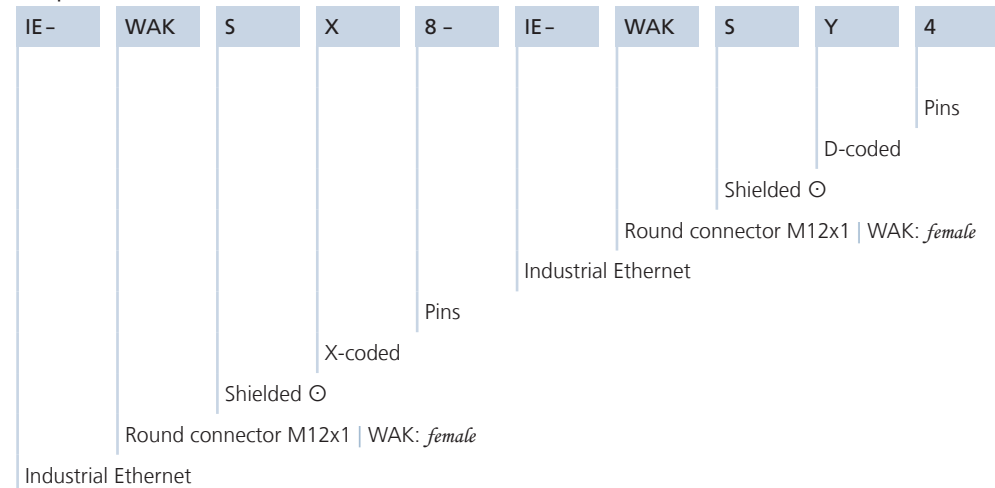 IE– WAK S X 8 – IE– WAK S Y 4
Pins
D-coded
Shielded ⊙
Round connector M12x1 | WAK: female
Industrial Ethernet
Pins
X-coded
Shielded ⊙
Round connector M12x1 | WAK: female
Industrial Ethernet